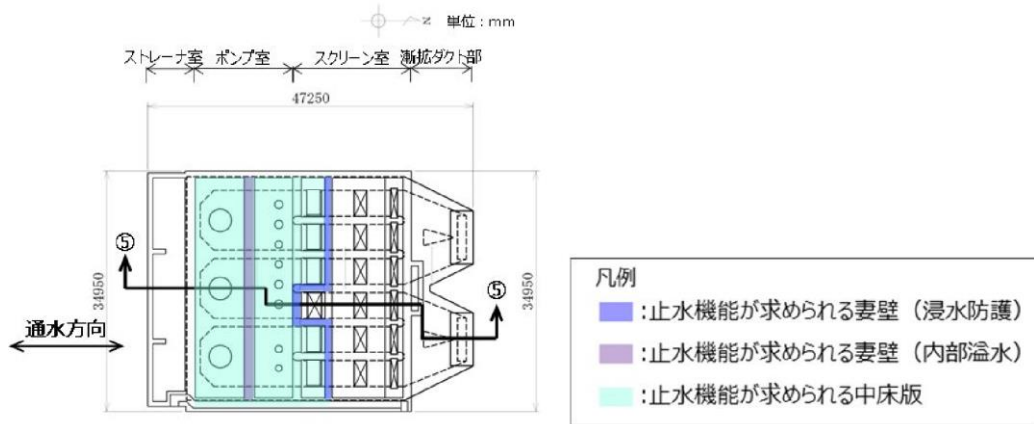 N 単位：mm
ストレーナ室 ポンプ室 スクリーン室 漸拡ダクト部
47250
⑤
34950
34950
⑤
通水方向
凡例
：止水機能が求められる妻壁（浸水防護）
：止水機能が求められる妻壁（内部溢水）
：止水機能が求められる中床版